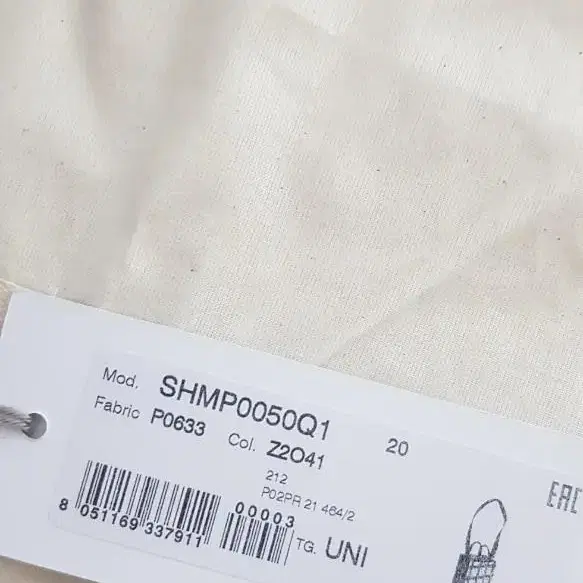 Mod. SHMP0050Q1 20
Fabric P0633 Col. Z2O41
212
P02PR 21 464/2
EAC
00003
8 051169 337911
TG. UNI